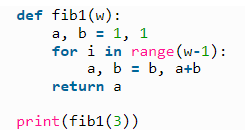 def fib1(w):
    a, b = 1, 1
    for i in range(w-1):
        a, b = b, a+b
    return a
print(fib1(3))